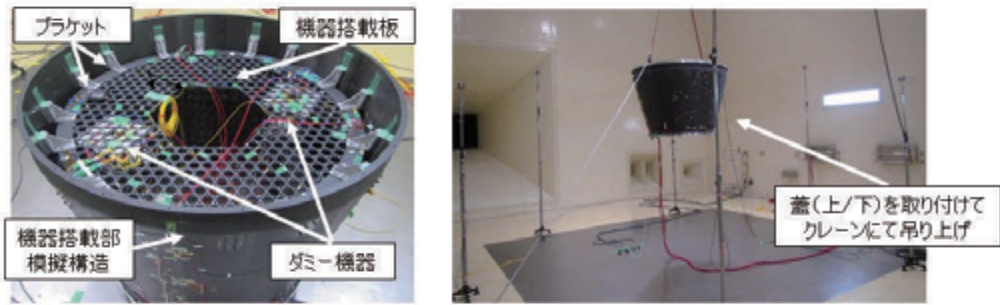 ブラケット
機器搭載板
機器搭載部
模擬構造
ダミー機器
蓋(上/下)を取り付けて
クレーンにて吊り上げ